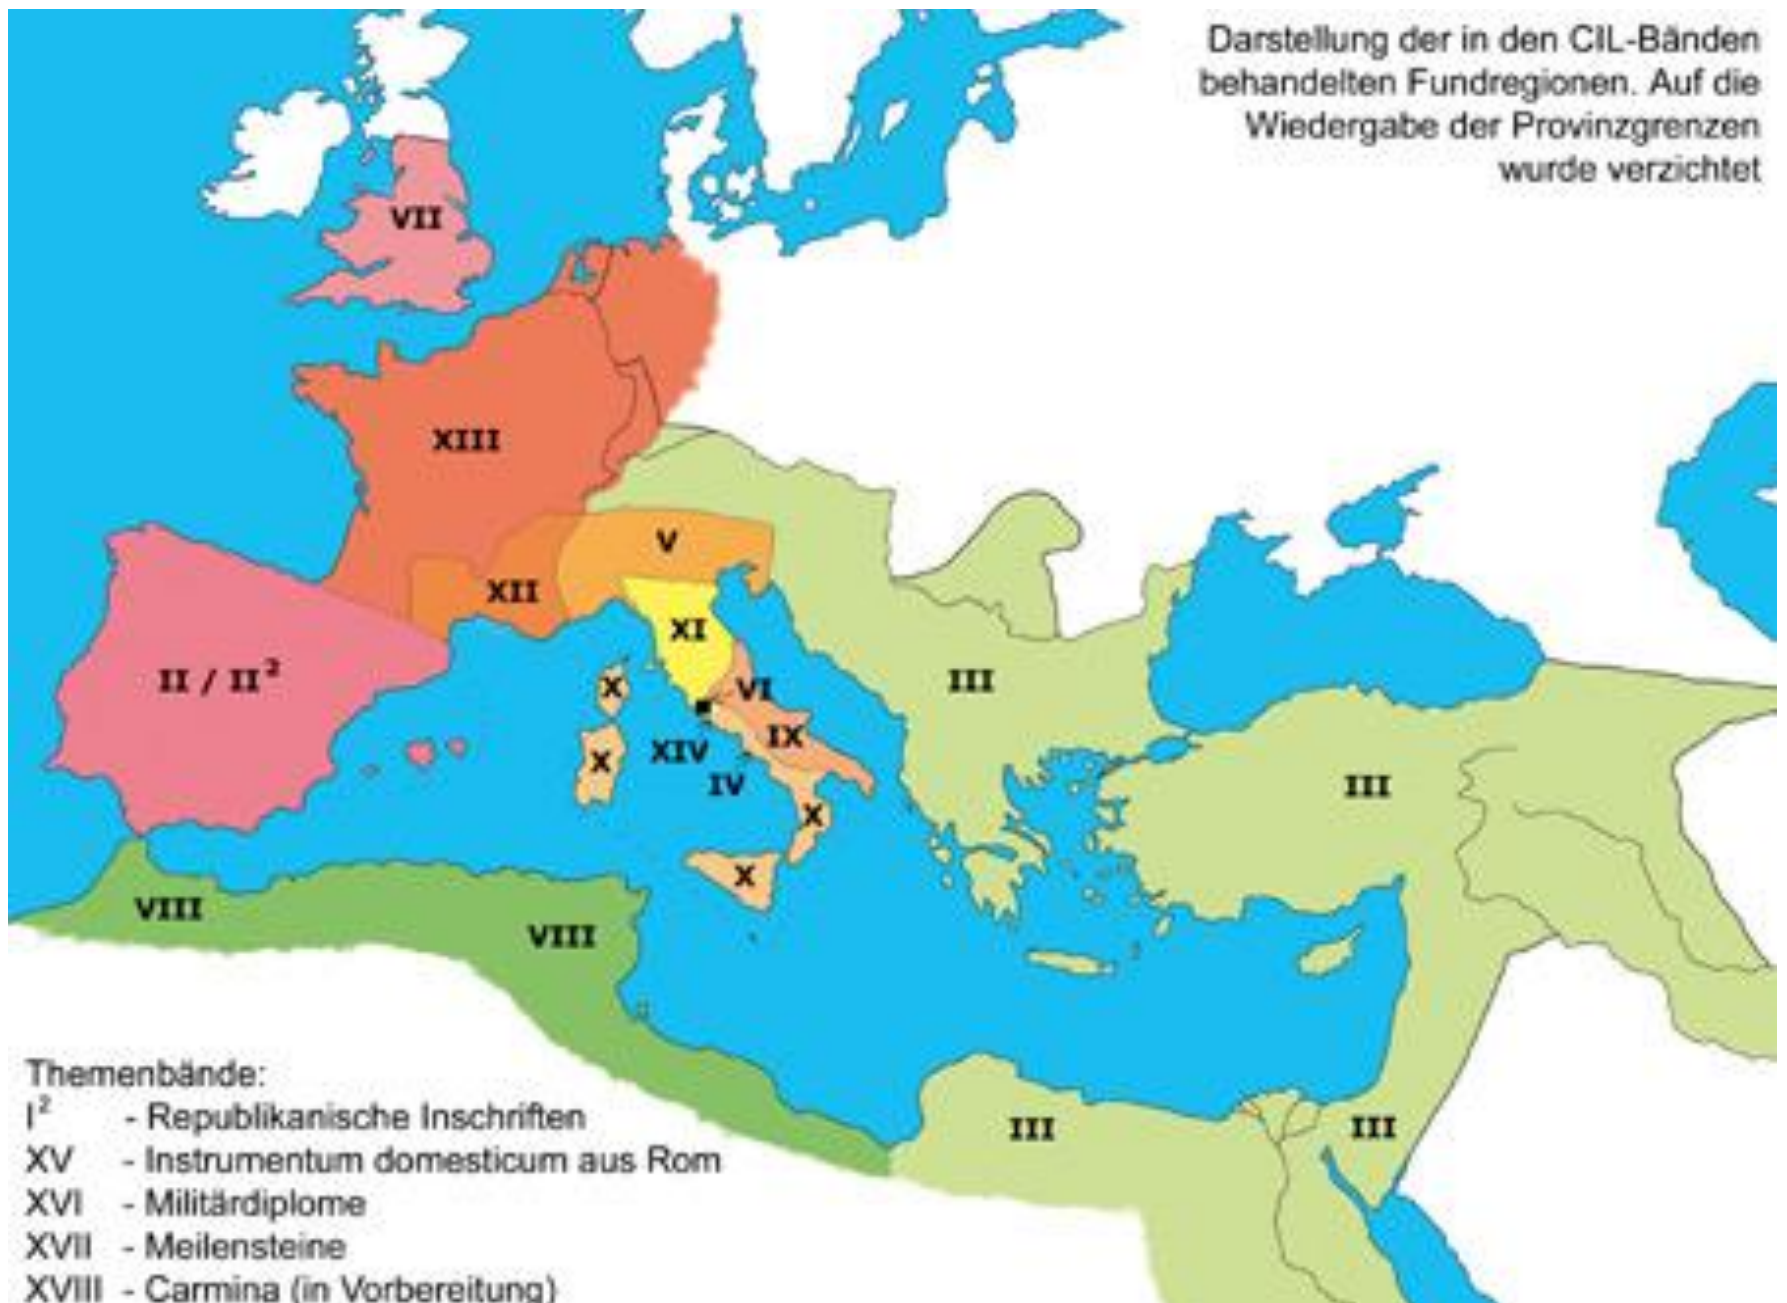 Darstellung der in den CIL-Bänden
behandelten Fundregionen. Auf die
Wiedergabe der Provinzgrenzen
wurde verzichtet
VII
XIII
V
XII
XI
II / II²
X
VI
III
IX
XIV
X
IV
III
X
X
VIII
VIII
III
III
Themenbände:
I² - Republikanische Inschriften
XV - Instrumentum domesticum aus Rom
XVI - Militärdiplome
XVII - Meilensteine
XVIII - Carmina (in Vorbereitung)